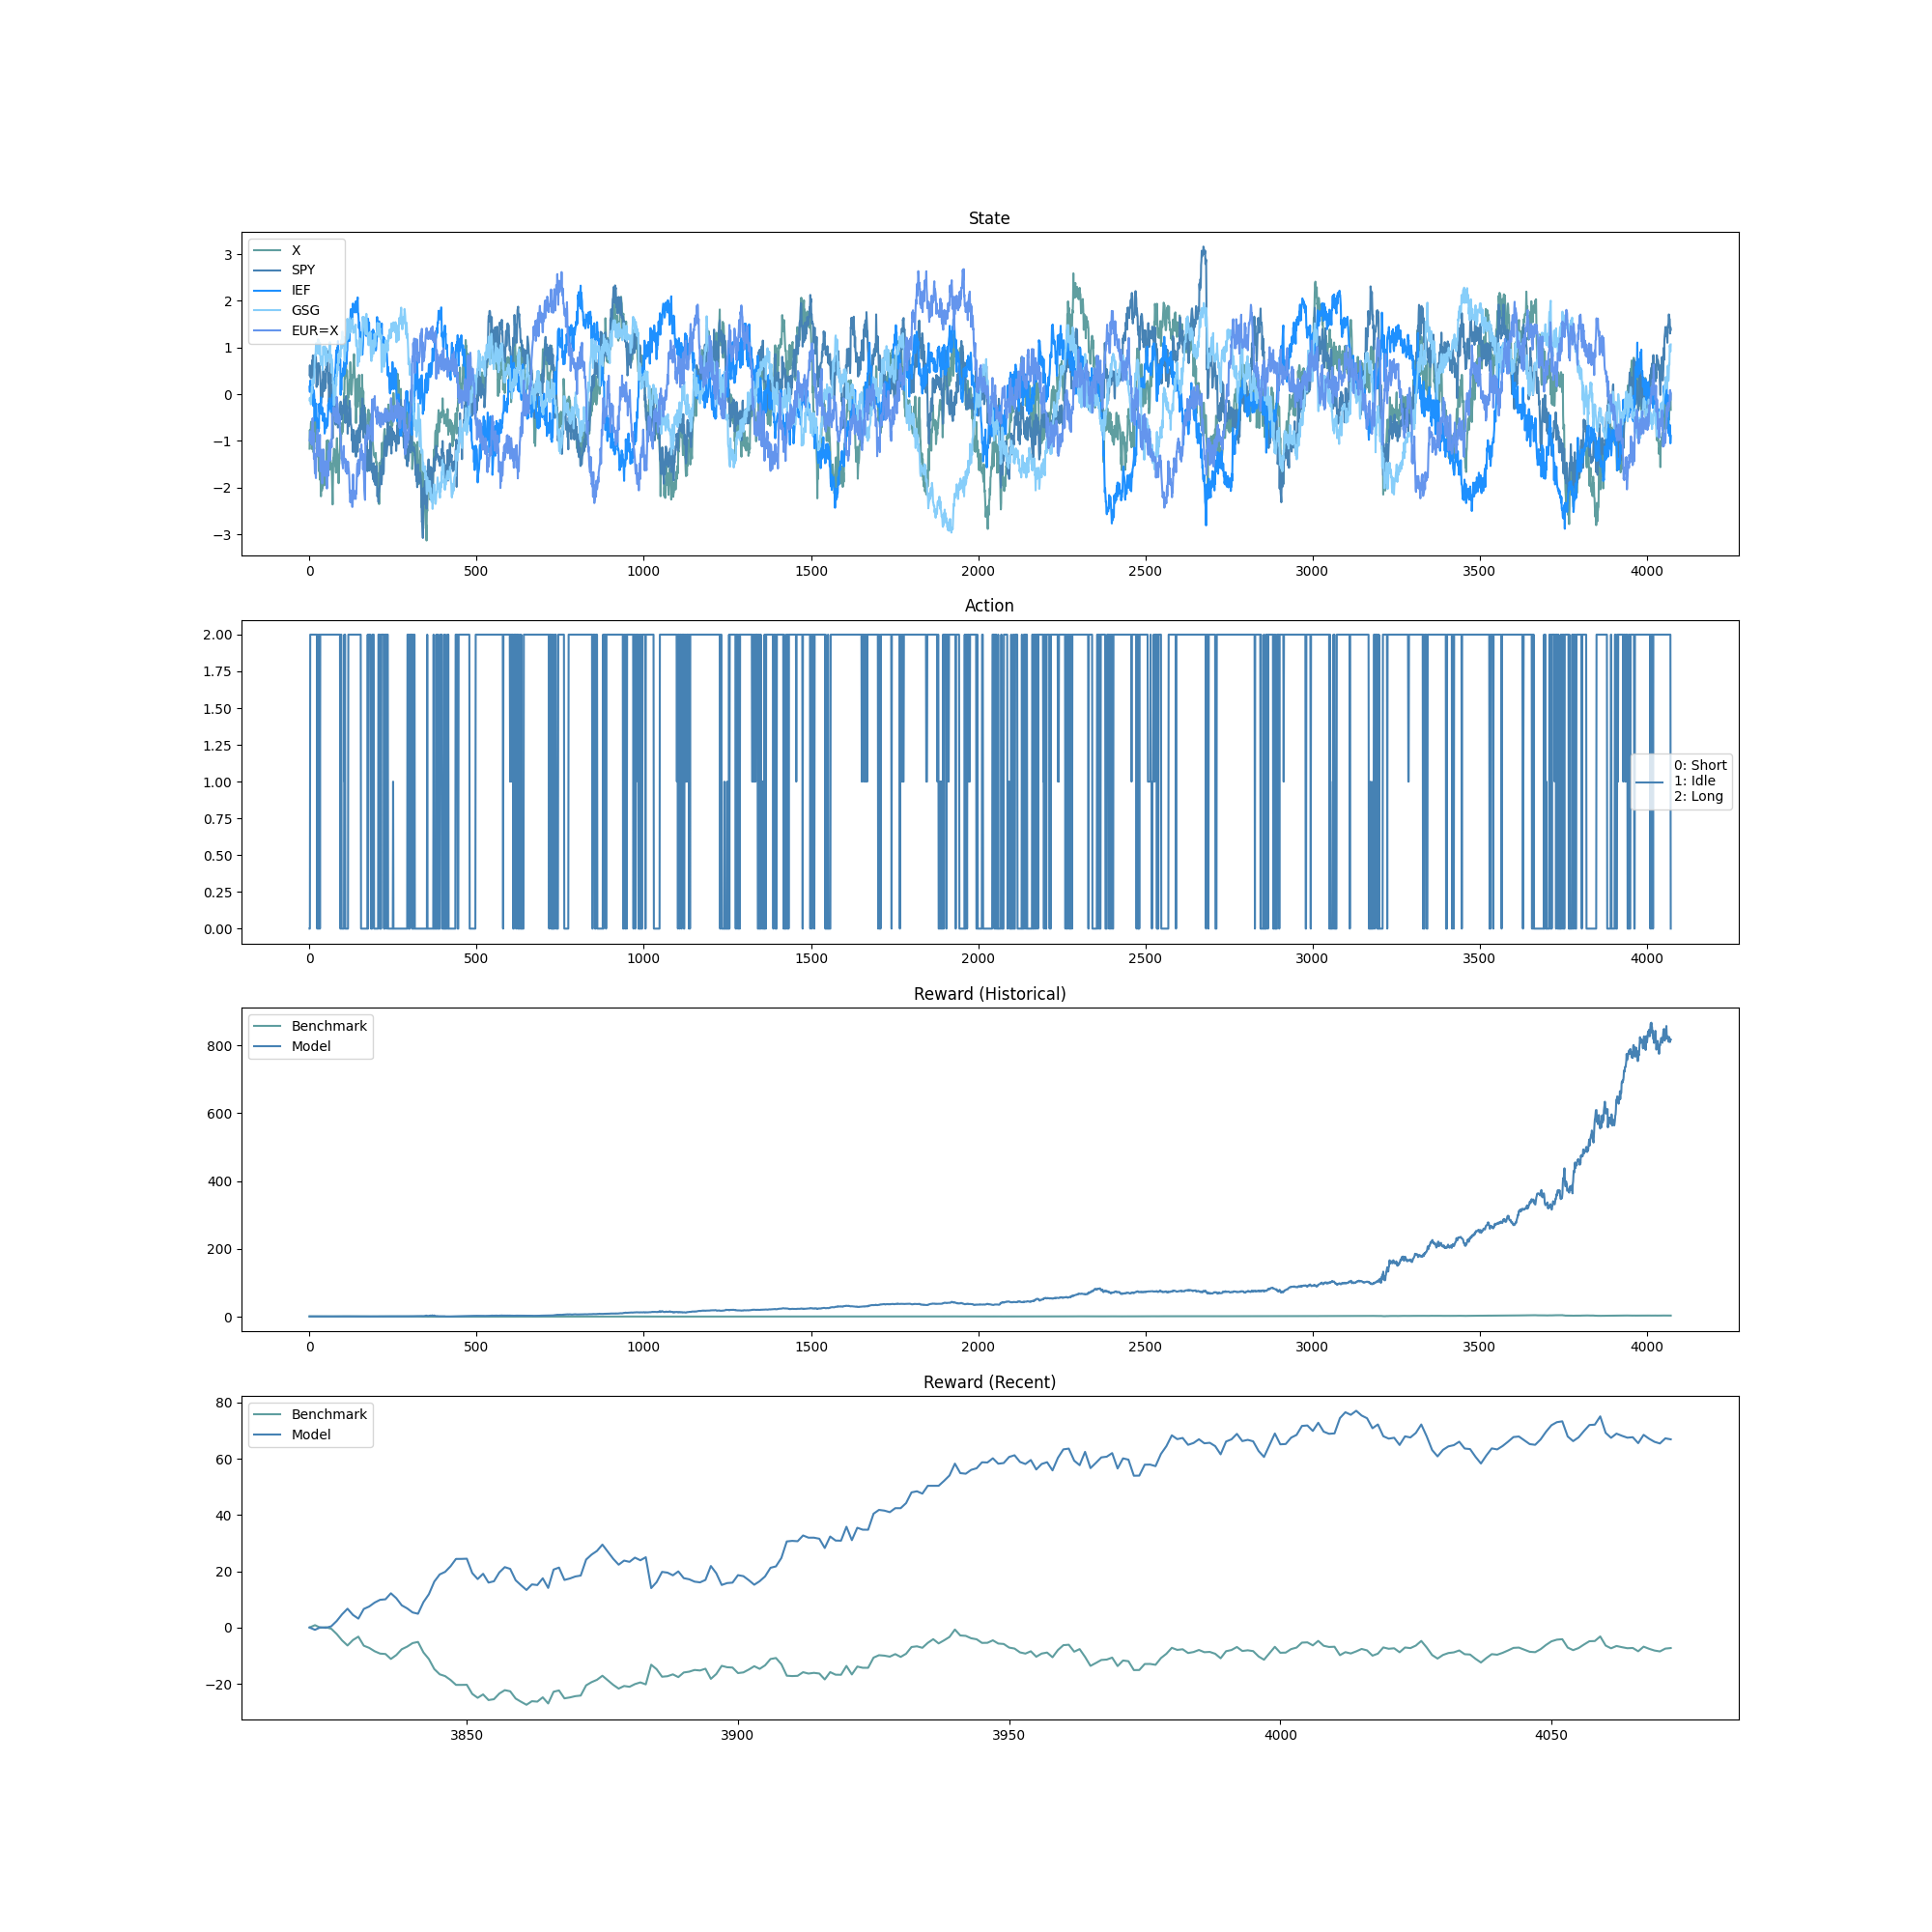 State
X
SPY
IEF
GSG
EUR=X
3
2
1
0
−1
−2
−3
0 500 1000 1500 2000 2500 3000 3500 4000
Action
2.00
1.75
1.50
1.25
1.00
0.75
0.50
0.25
0.00
0: Short
1: Idle
2: Long
0 500 1000 1500 2000 2500 3000 3500 4000
Reward (Historical)
Benchmark
Model
800
600
400
200
0
0 500 1000 1500 2000 2500 3000 3500 4000
Reward (Recent)
Benchmark
Model
80
60
40
20
0
−20
3850 3900 3950 4000 4050